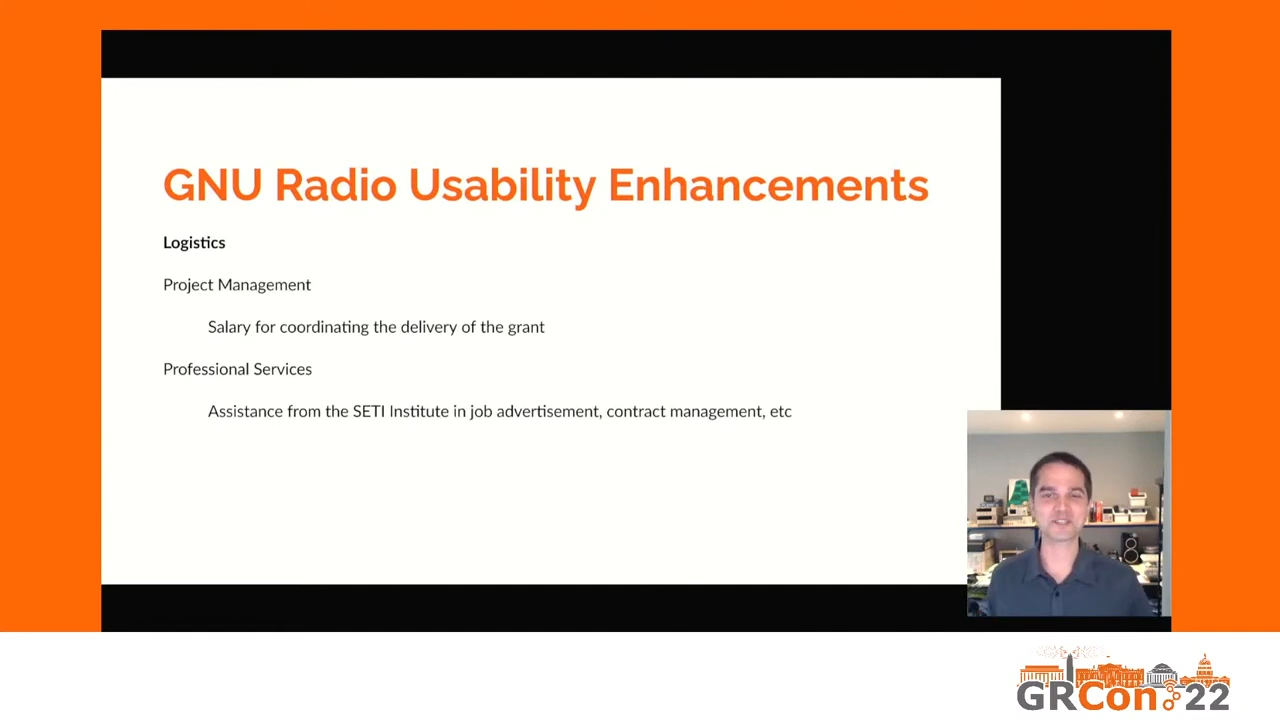 GNU Radio Usability Enhancements
Logistics
Project Management
Salary for coordinating the delivery of the grant
Professional Services
Assistance from the SETI Institute in job advertisement, contract management, etc
GRCon 22